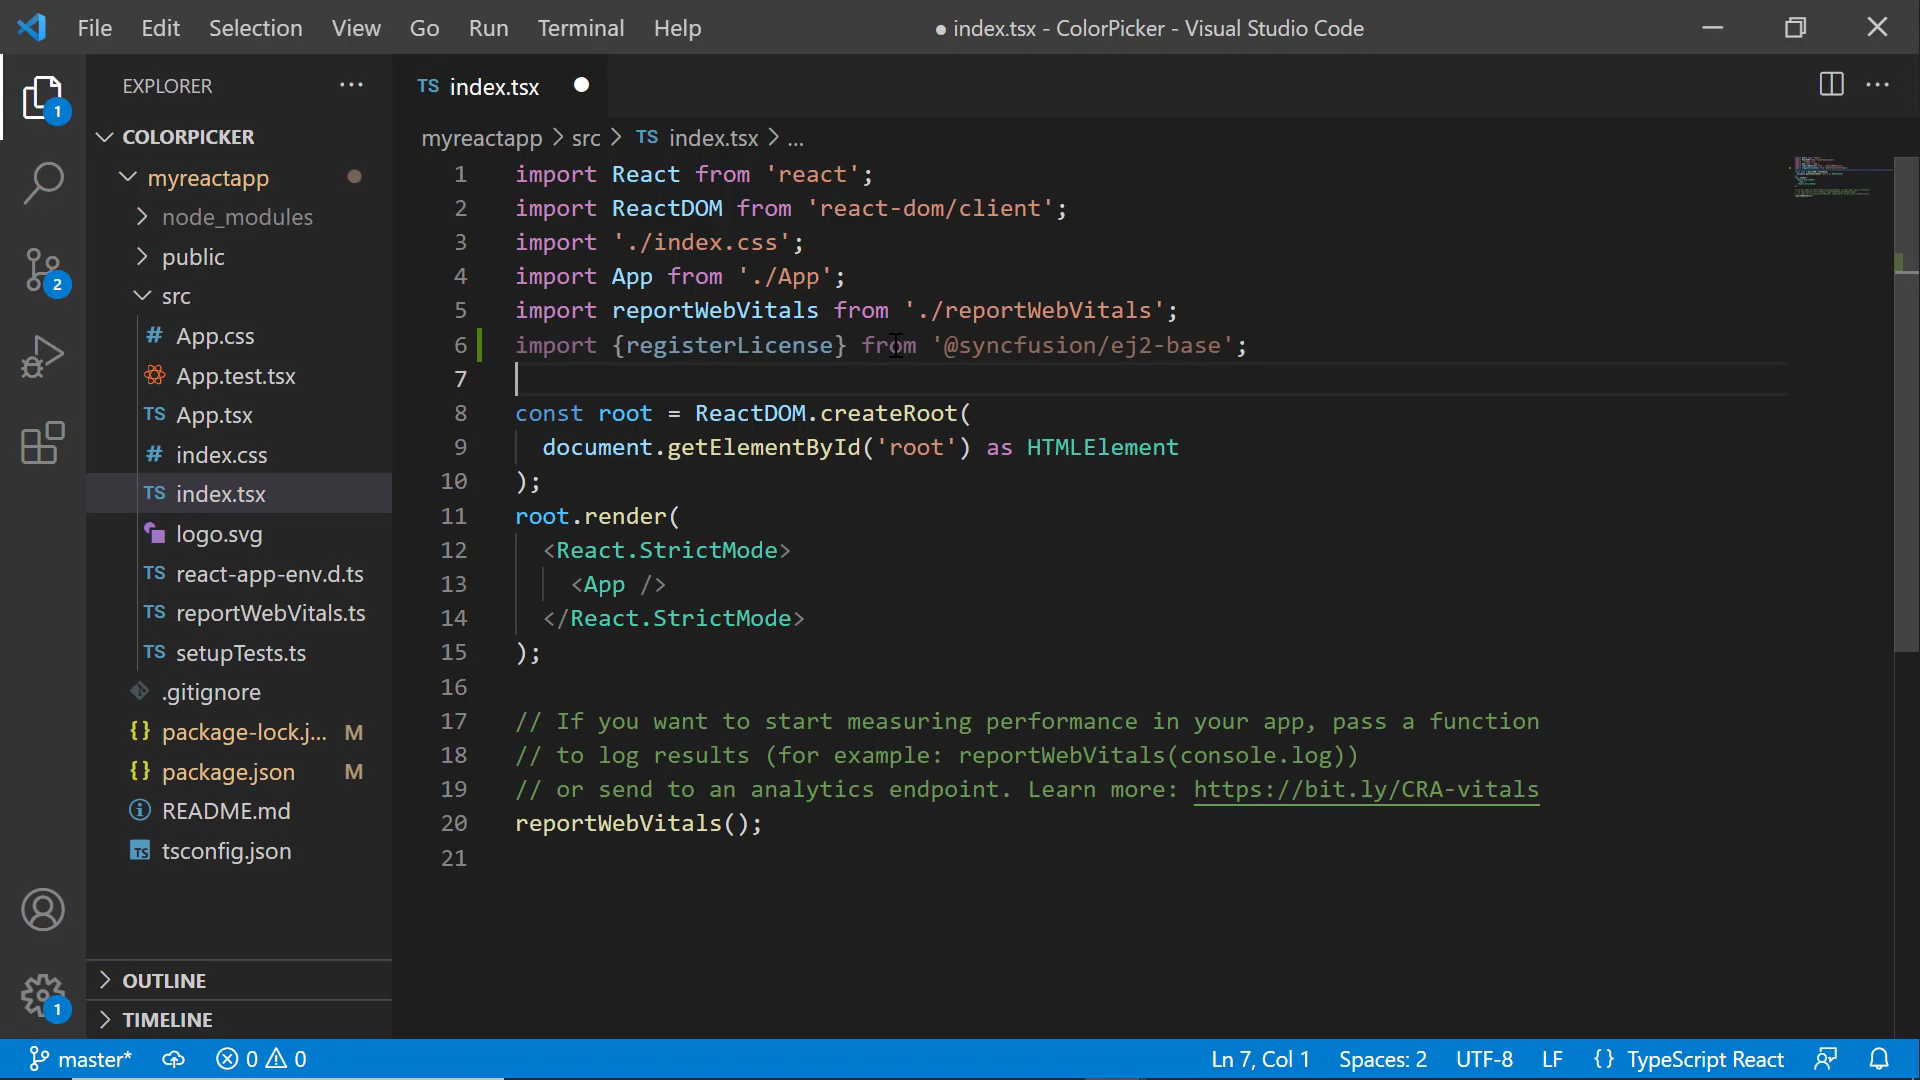 File Edit Selection View Go Run Terminal Help
● index.tsx - ColorPicker - Visual Studio Code
EXPLORER
TS index.tsx
COLORPICKER
myreactapp
node_modules
public
src
# App.css
App.test.tsx
TS App.tsx
# index.css
TS index.tsx
logo.svg
TS react-app-env.d.ts
TS reportWebVitals.ts
TS setupTests.ts
.gitignore
{} package-lock.j... M
{} package.json M
README.md
TS tsconfig.json
OUTLINE
TIMELINE
1
2
1
myreactapp > src > TS index.tsx > ...
1 import React from 'react';
2 import ReactDOM from 'react-dom/client';
3 import './index.css';
4 import App from './App';
5 import reportWebVitals from './reportWebVitals';
6 import {registerLicense} from '@syncfusion/ej2-base';
7
8 const root = ReactDOM.createRoot(
9 document.getElementById('root') as HTMLElement
10 );
11 root.render(
12 <React.StrictMode>
13 <App />
14 </React.StrictMode>
15 );
16
17 // If you want to start measuring performance in your app, pass a function
18 // to log results (for example: reportWebVitals(console.log))
19 // or send to an analytics endpoint. Learn more: https://bit.ly/CRA-vitals
20 reportWebVitals();
21
master* 0 0 Ln 7, Col 1 Spaces: 2 UTF-8 LF {} TypeScript React